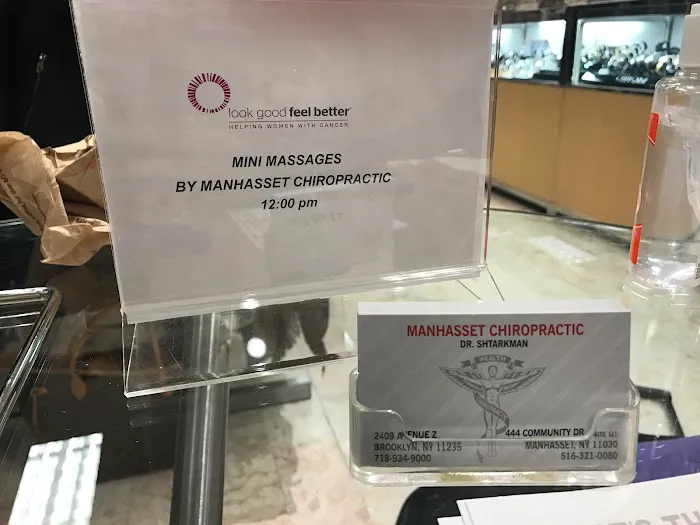 look good feel better
HELPING WOMEN WITH CANCER
MINI MASSAGES
BY MANHASSET CHIROPRACTIC
12:00 pm
MANHASSET CHIROPRACTIC
DR. SHTARKMAN
HEALTH
2409 AVENUE Z
BROOKLYN, NY 11235
718-934-9000
444 COMMUNITY DR
MANHASSET, NY 11030
516-321-0080